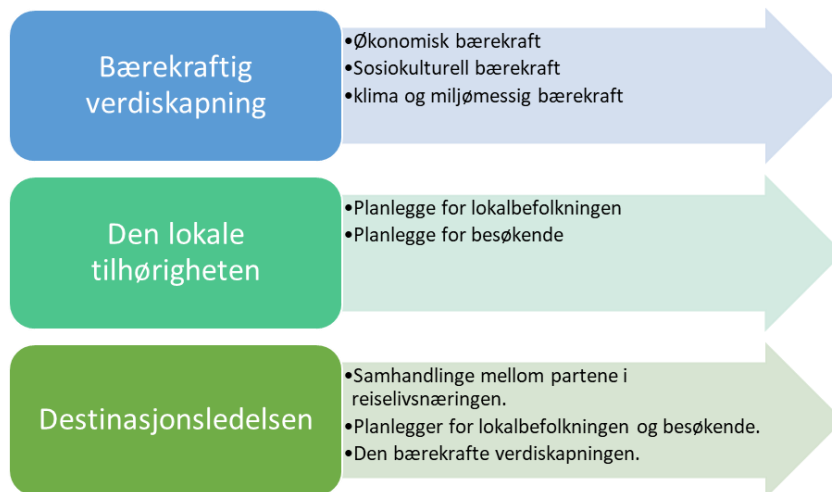 Bærekraftig
verdiskapning
•Økonomisk bærekraft
•Sosiokulturell bærekraft
•klima og miljømessig bærekraft
Den lokale
tilhørigheten
•Planlegge for lokalbefolkningen
•Planlegge for besøkende
Destinasjonsledelsen
•Samhandlinge mellom partene i
reiselivsnæringen.
•Planlegger for lokalbefolkningen og besøkende.
•Den bærekrafte verdiskapningen.